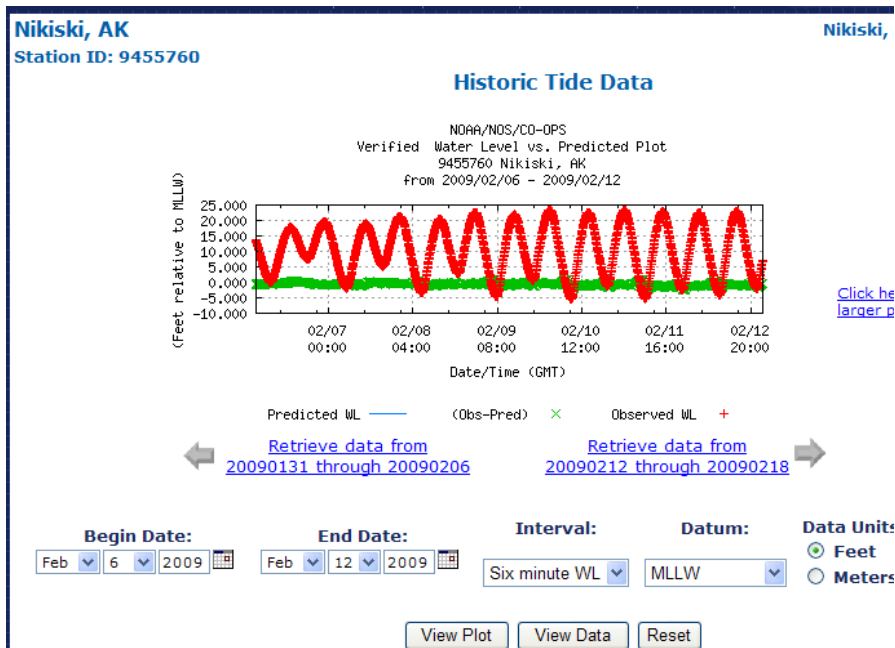 Nikiski, AK
Nikiski,
Station ID: 9455760
Historic Tide Data
NOAA/NOS/CO-OPS
Verified Water Level vs. Predicted Plot
9455760 Nikiski, AK
from 2009/02/06 - 2009/02/12
(Feet relative to MLLW)
25.000
20.000
15.000
10.000
5.000
0.000
-5.000
-10.000
02/07 02/08 02/09 02/10 02/11 02/12
00:00 04:00 08:00 12:00 16:00 20:00
Date/Time (GMT)
Click he
larger p
Predicted WL (Obs-Pred) Observed WL
Retrieve data from
20090131 through 20090206
Retrieve data from
20090212 through 20090218
Begin Date: End Date: Interval: Datum: Data Units
Feb 6 2009 Feb 12 2009 Six minute WL MLLW
Feet
Meters
View Plot View Data Reset